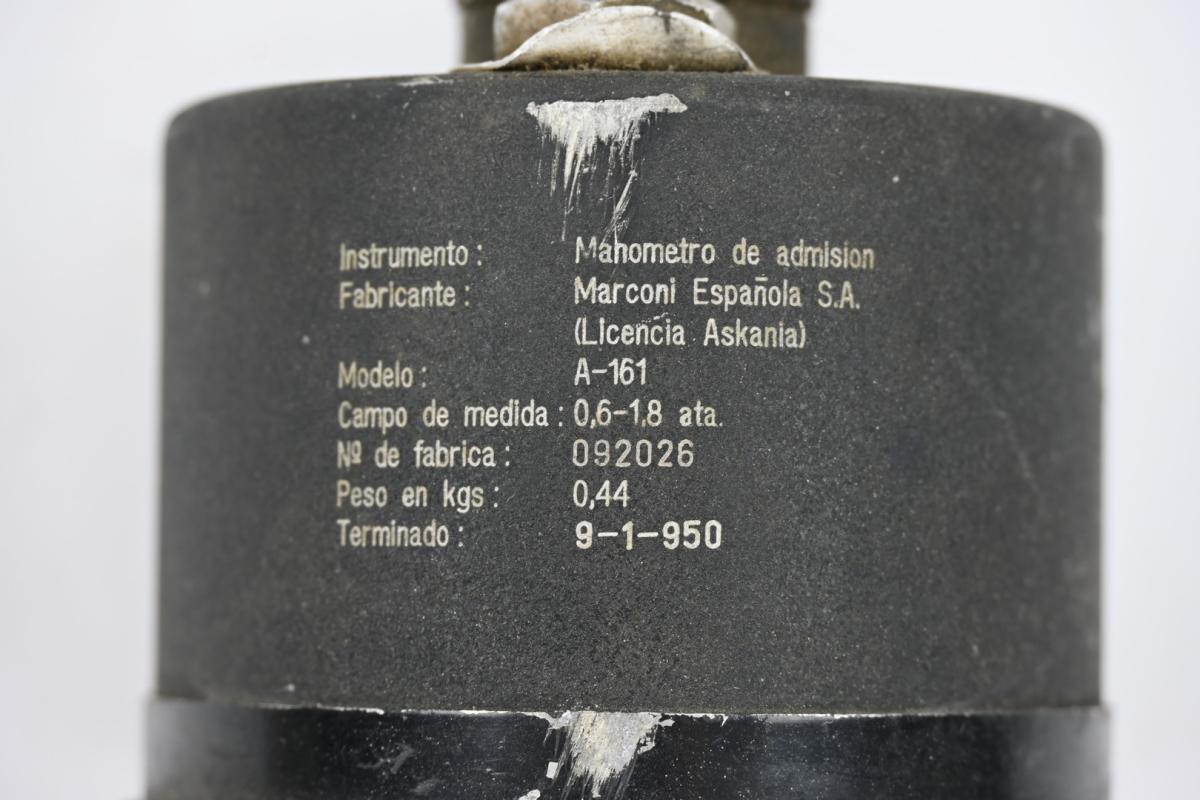 Instrumento : Manometro de admision
Fabricante : Marconi Española S.A.
(Licencia Askania)
Modelo : A-161
Campo de medida : 0,6-1,8 ata.
Nº de fabrica : 092026
Peso en kgs : 0,44
Terminado : 9-1-950